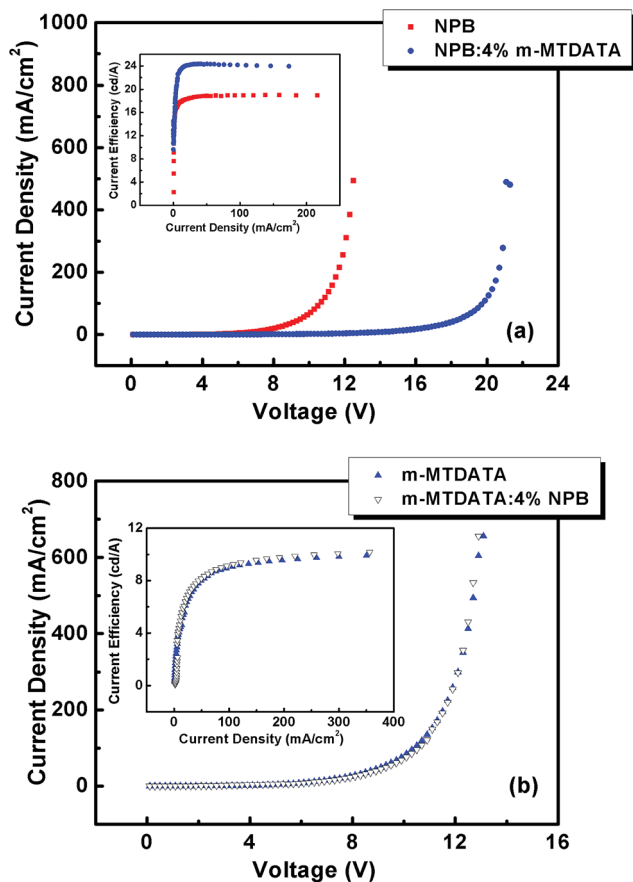 1000
800
600
400
200
0
Current Density (mA/cm²)
0 4 8 12 16 20 24
Voltage (V)
NPB
NPB:4% m-MTDATA
24
20
16
12
8
4
0
Current Efficiency (cd/A)
0 100 200
Current Density (mA/cm²)
(a)
800
600
400
200
0
Current Density (mA/cm²)
0 4 8 12 16
Voltage (V)
m-MTDATA
m-MTDATA:4% NPB
12
8
4
0
Current Efficiency (cd/A)
0 100 200 300 400
Current Density (mA/cm²)
(b)